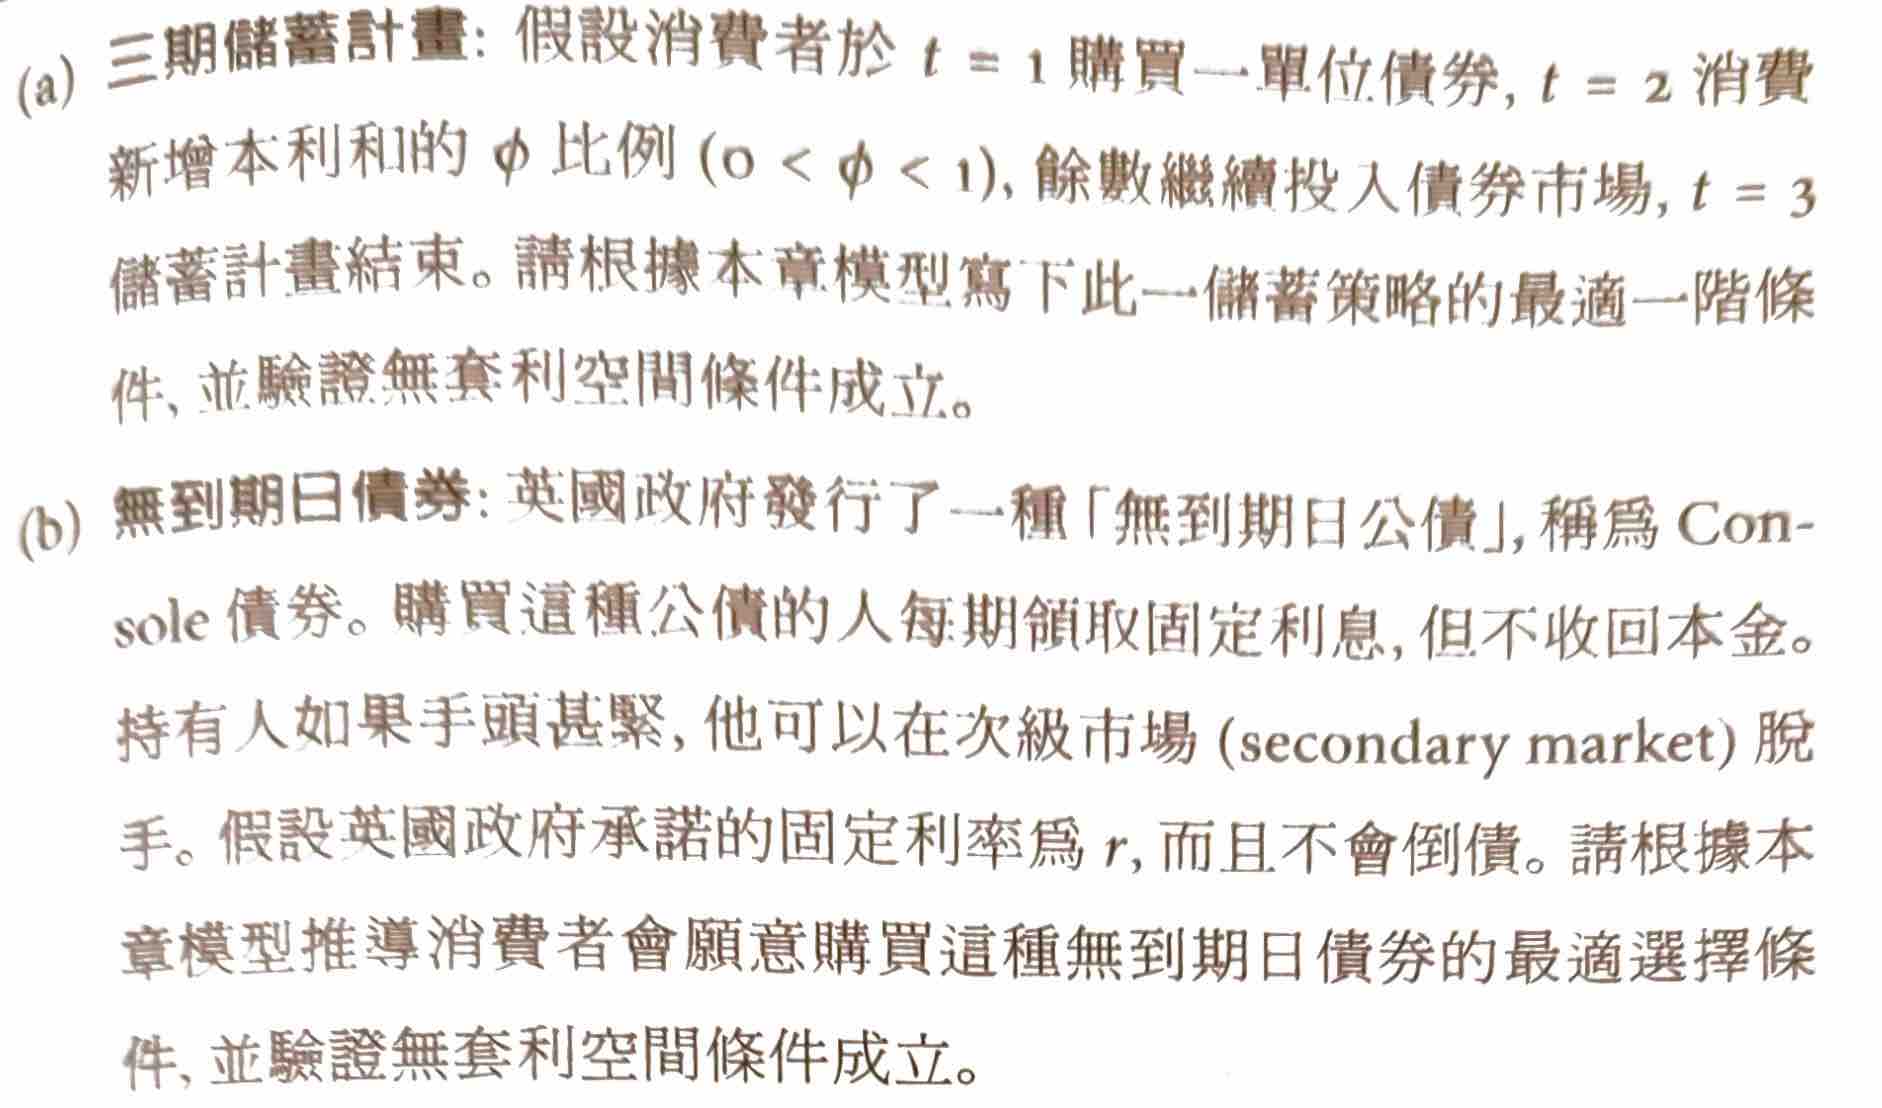 (a) 三期儲蓄計畫: 假設消費者於 t = 1 購買一單位債券, t = 2 消費
新增本利和的 ϕ 比例 (0 < ϕ < 1), 餘數繼續投入債券市場, t = 3
儲蓄計畫結束。請根據本章模型寫下此一儲蓄策略的最適一階條
件, 並驗證無套利空間條件成立。
(b) 無到期日債券: 英國政府發行了一種「無到期日公債」, 稱爲 Con-
sole 債券。購買這種公債的人每期領取固定利息, 但不收回本金。
持有人如果手頭甚緊, 他可以在次級市場 (secondary market) 脫
手。假設英國政府承諾的固定利率爲 r, 而且不會倒債。請根據本
章模型推導消費者會願意購買這種無到期日債券的最適選擇條
件, 並驗證無套利空間條件成立。